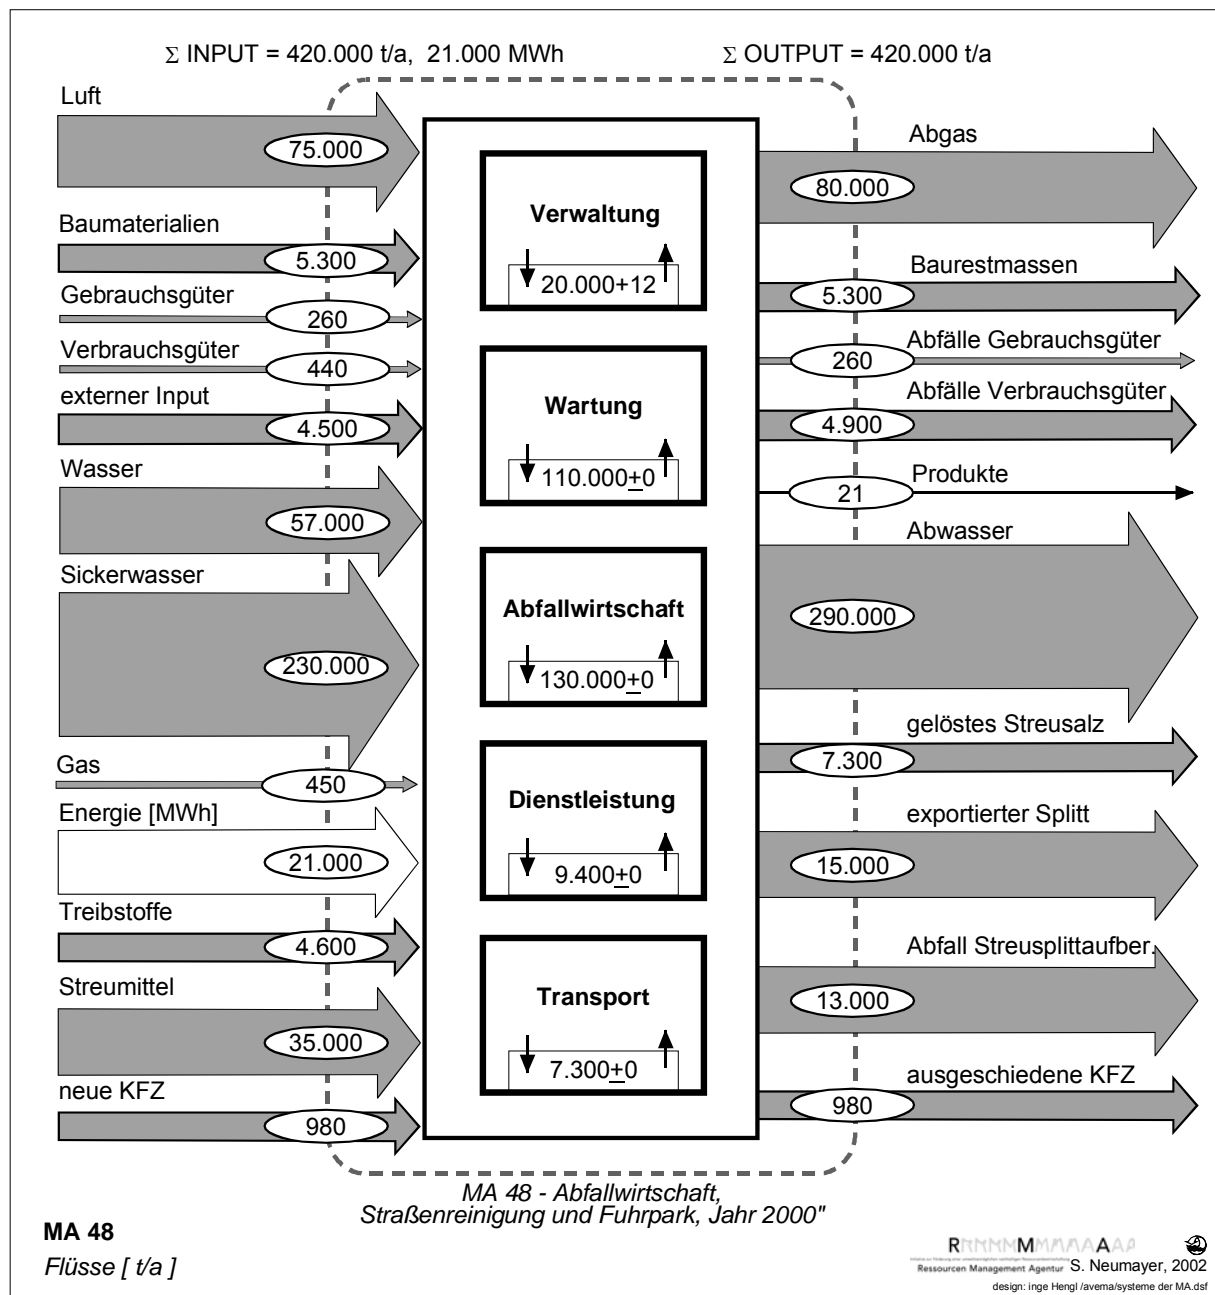 Σ INPUT = 420.000 t/a, 21.000 MWh
Σ OUTPUT = 420.000 t/a
Luft
75.000
Baumaterialien
5.300
Gebrauchsgüter
260
Verbrauchsgüter
440
externer Input
4.500
Wasser
57.000
Sickerwasser
230.000
Gas
450
Energie [MWh]
21.000
Treibstoffe
4.600
Streumittel
35.000
neue KFZ
980
Verwaltung
20.000+12
Wartung
110.000±0
Abfallwirtschaft
130.000±0
Dienstleistung
9.400±0
Transport
7.300±0
Abgas
80.000
Baurestmassen
5.300
Abfälle Gebrauchsgüter
260
Abfälle Verbrauchsgüter
4.900
Produkte
21
Abwasser
290.000
gelöstes Streusalz
7.300
exportierter Splitt
15.000
Abfall Streusplittaufber.
13.000
ausgeschiedene KFZ
980
MA 48 - Abfallwirtschaft,
Straßenreinigung und Fuhrpark, Jahr 2000"
MA 48
Flüsse [ t/a ]
Ressourcen Management Agentur
S. Neumayer, 2002
design: inge Hengl /avema/systeme der MA.dsf